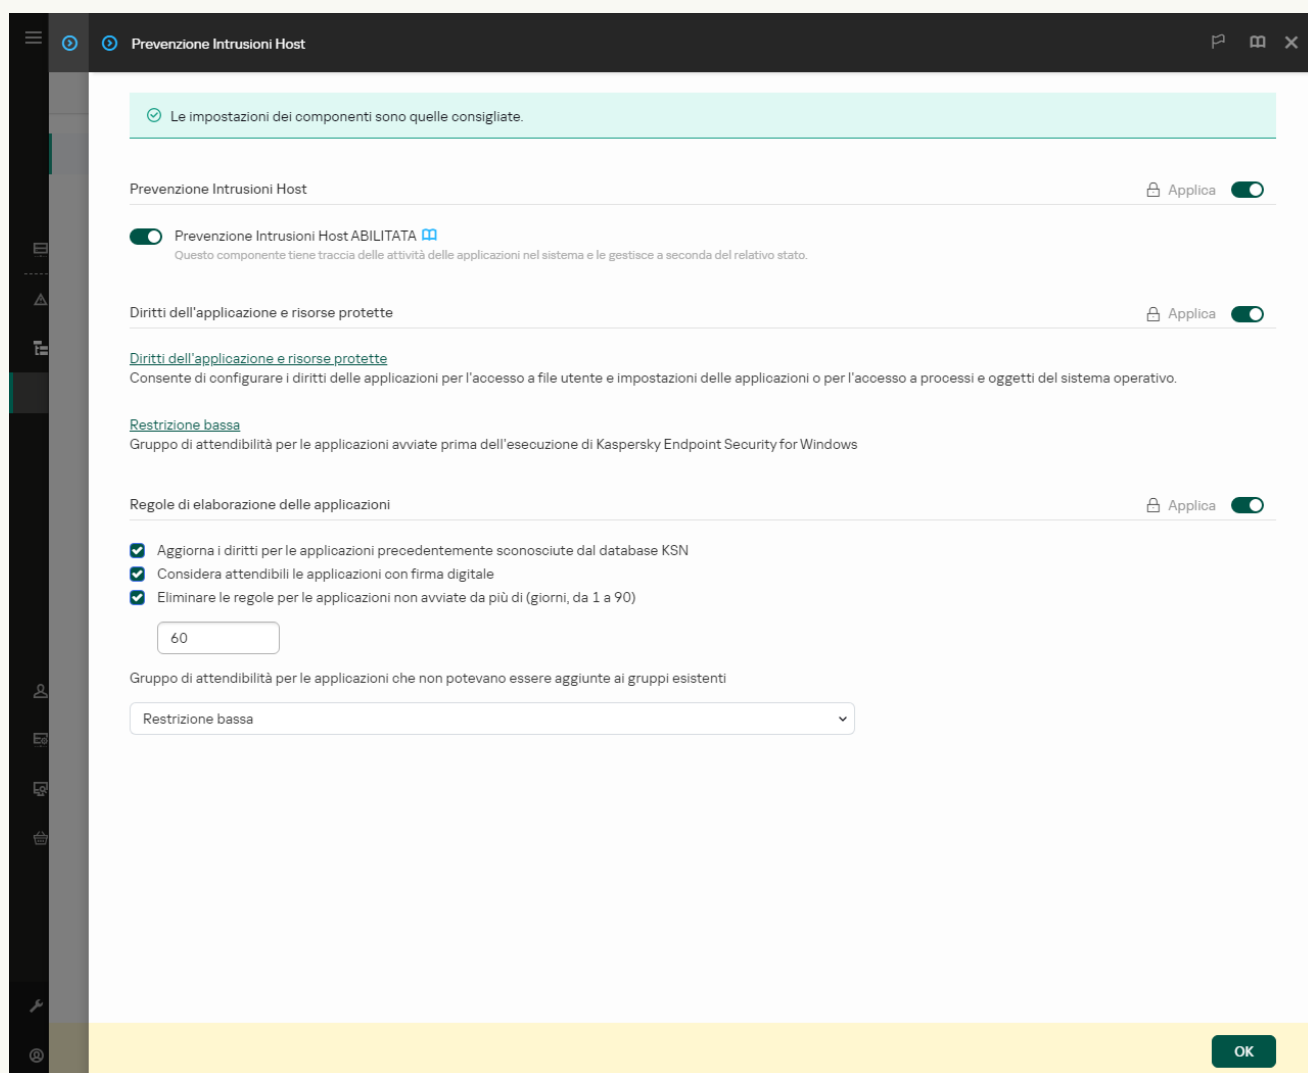 Prevenzione Intrusioni Host
Le impostazioni dei componenti sono quelle consigliate.
Prevenzione Intrusioni Host
Applica
Prevenzione Intrusioni Host ABILITATA
Questo componente tiene traccia delle attività delle applicazioni nel sistema e le gestisce a seconda del relativo stato.
Diritti dell'applicazione e risorse protette
Applica
Diritti dell'applicazione e risorse protette
Consente di configurare i diritti delle applicazioni per l'accesso a file utente e impostazioni delle applicazioni o per l'accesso a processi e oggetti del sistema operativo.
Restrizione bassa
Gruppo di attendibilità per le applicazioni avviate prima dell'esecuzione di Kaspersky Endpoint Security for Windows
Regole di elaborazione delle applicazioni
Applica
Aggiorna i diritti per le applicazioni precedentemente sconosciute dal database KSN
Considera attendibili le applicazioni con firma digitale
Eliminare le regole per le applicazioni non avviate da più di (giorni, da 1 a 90)
60
Gruppo di attendibilità per le applicazioni che non potevano essere aggiunte ai gruppi esistenti
Restrizione bassa
OK